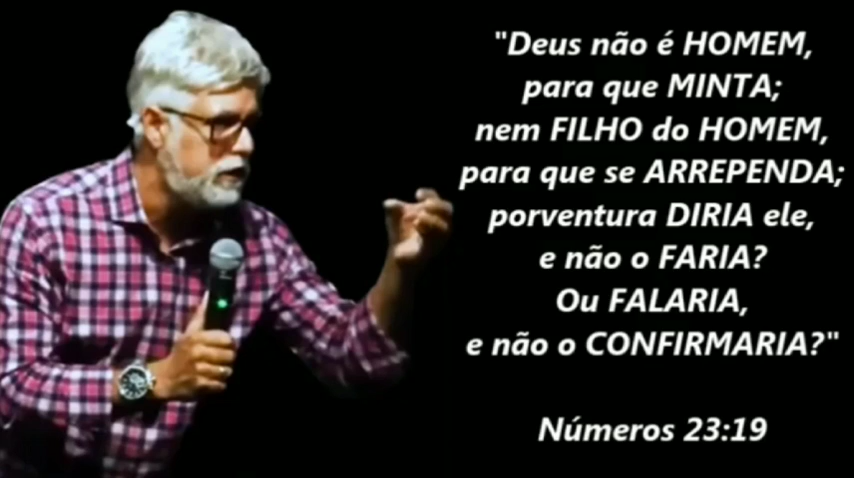 "Deus não é HOMEM,
para que MINTA;
nem FILHO do HOMEM,
para que se ARREPENDA;
porventura DIRIA ele,
e não o FARIA?
Ou FALARIA,
e não o CONFIRMARIA?"
Números 23:19